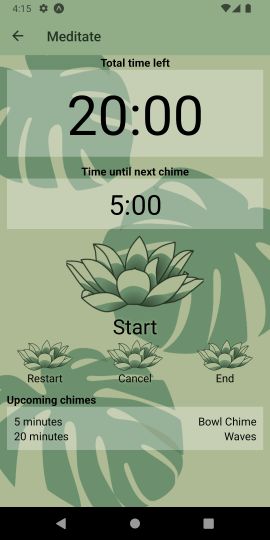 4:15
Meditate
Total time left
20:00
Time until next chime
5:00
Start
Restart Cancel End
Upcoming chimes
5 minutes Bowl Chime
20 minutes Waves